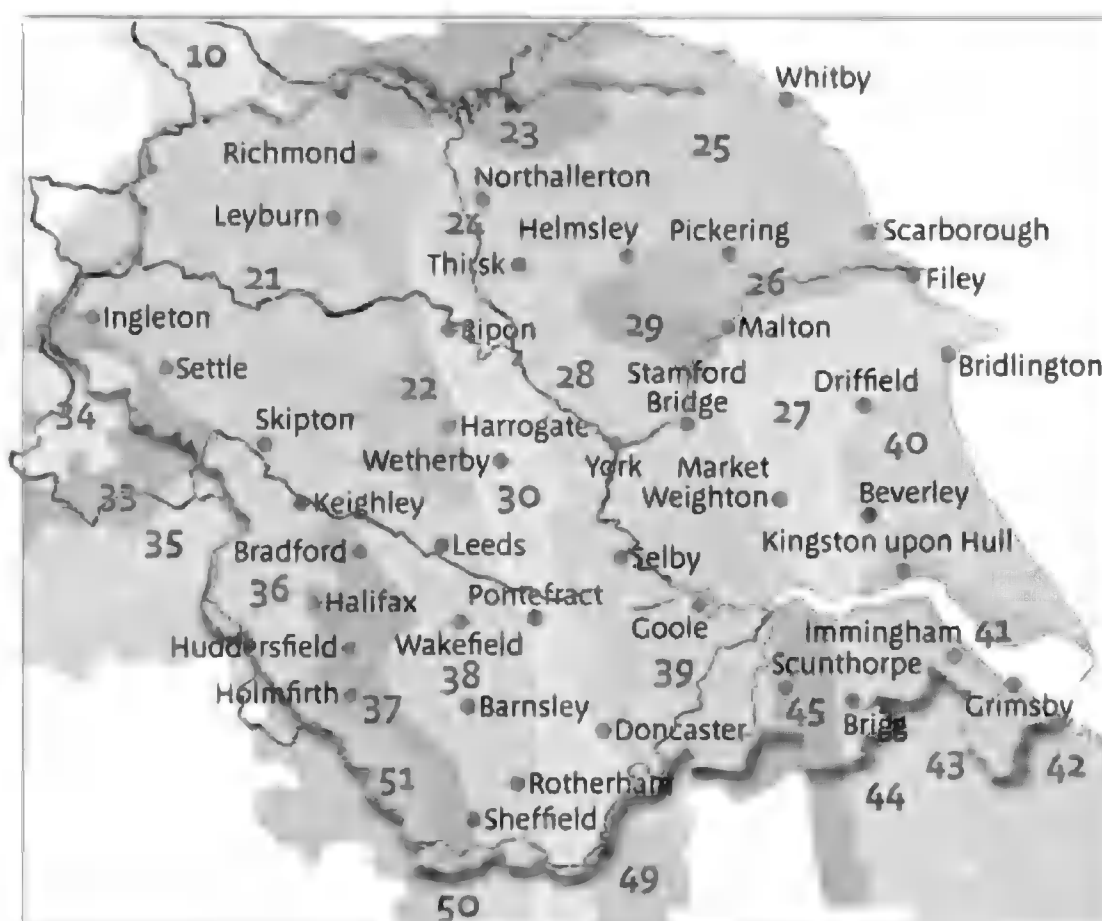 10
Whitby
23
25
Richmond
Northallerton
Leyburn
24
Helmsley
Pickering
Scarborough
Thirsk
21
26
Filey
Ingleton
Ripon
29
Malton
Settle
28
Stamford
Bridge
Driffield
Bridlington
22
27
34
Skipton
Harrogate
40
Wetherby
York
Market
Weighton
Beverley
33
Keighley
30
35
Bradford
Leeds
Selby
Kingston upon Hull
36
Halifax
Pontefract
Goole
Immingham
41
Huddersfield
Wakefield
Scunthorpe
38
39
Holmfirth
37
Barnsley
45
Brigg
Grimsby
Doncaster
43
42
51
Rotherham
44
Sheffield
49
50